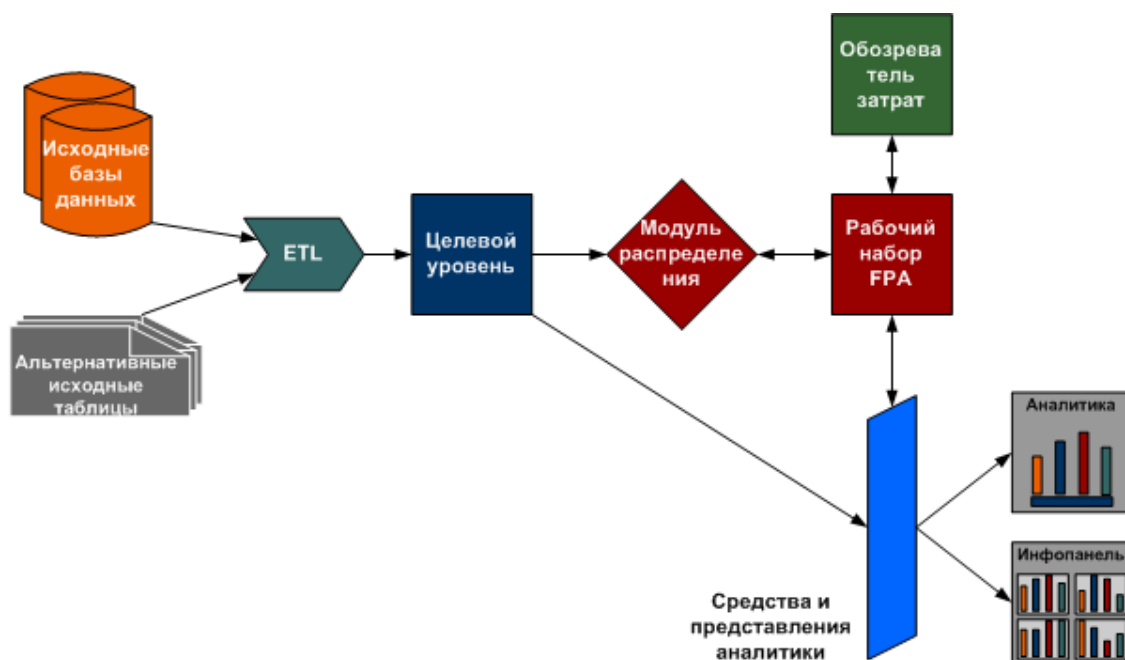 Обозрева
тель
затрат
Исходные
базы
данных
ETL
Целевой
уровень
Модуль
распределе
ния
Рабочий
набор
FPA
Альтернативные
исходные
таблицы
Аналитика
Инфопанель
Средства и
представления
аналитики